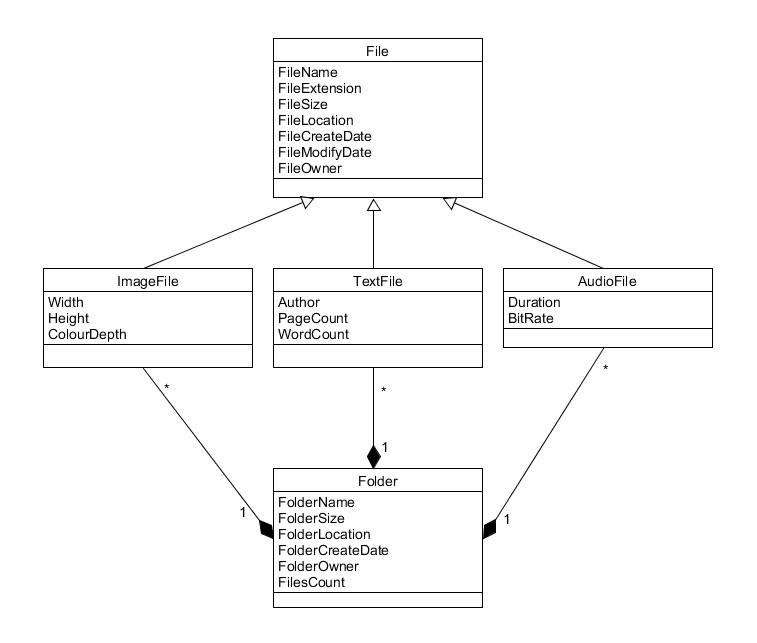 File
FileName
FileExtension
FileSize
FileLocation
FileCreateDate
FileModifyDate
FileOwner
ImageFile
Width
Height
ColourDepth
TextFile
Author
PageCount
WordCount
AudioFile
Duration
BitRate
*
*
*
1
1
1
Folder
FolderName
FolderSize
FolderLocation
FolderCreateDate
FolderOwner
FilesCount